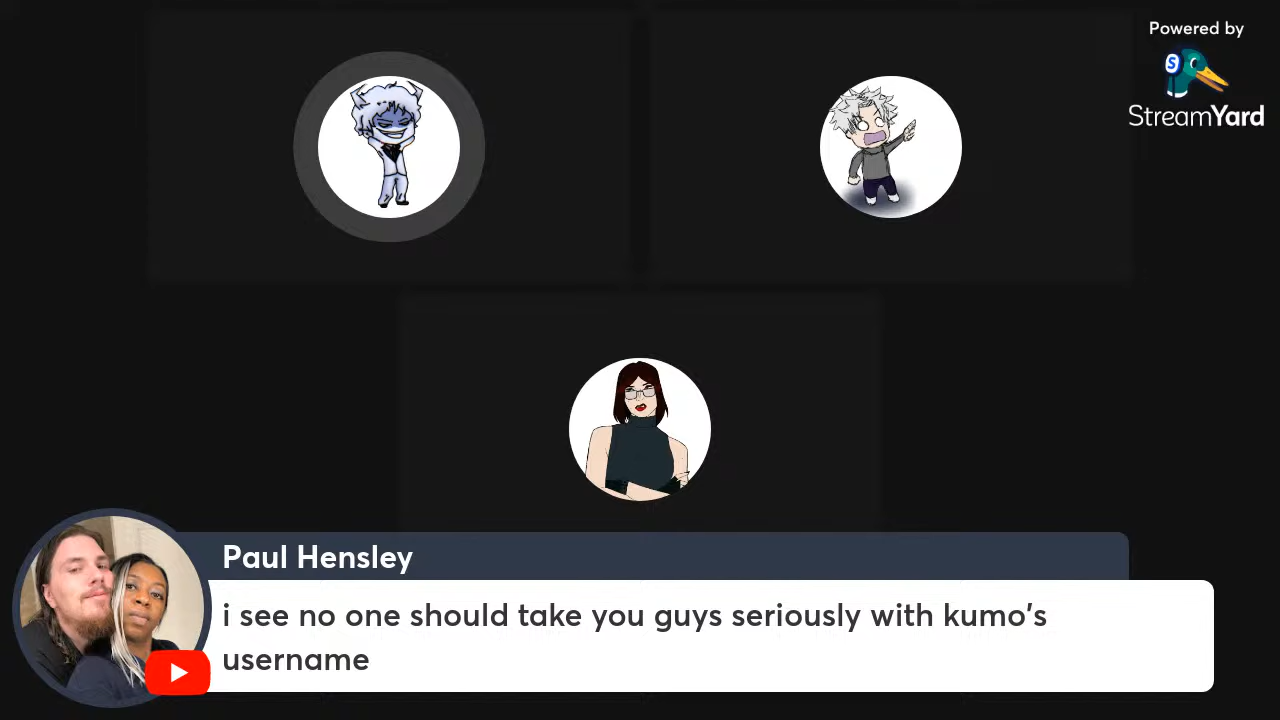 Powered by
S
StreamYard
Paul Hensley
i see no one should take you guys seriously with kumo's
username